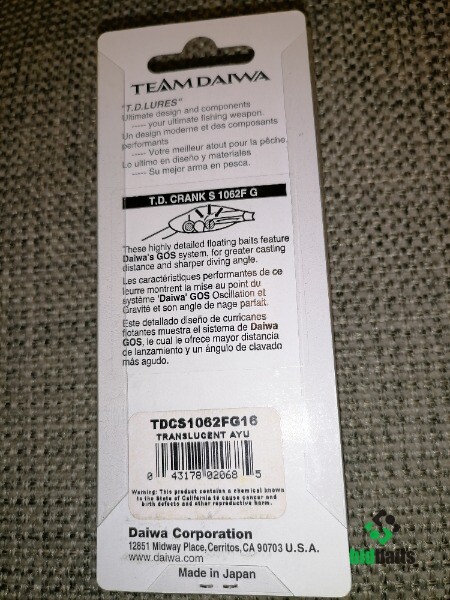 TEAMDAIWA
"T.D.LURES"
Ultimate design and components
----- your ultimate fishing weapon.
Un design moderne et des composants
performants
----- Votre meilleur atout pour la pêche.
Lo ultimo en diseño y materiales
----- Su mejor arma en pesca.
T.D. CRANK S 1062F G
These highly detailed floating baits feature
Daiwa's GOS system, for greater casting
distance and sharper diving angle.
Les caractéristiques performantes de ce
leurre montrent la mise au point du
système 'Daiwa' GOS Oscillation et
Gravité et son angle de nage parfait.
Este detallado diseño de curricanes
flotantes muestra el sistema de Daiwa
GOS, le cual le ofrece mayor distancia
de lanzamiento y un ángulo de clavado
más agudo.
TDCS1062FG16
TRANSLUCENT AYU
0 43178 02068 5
Warning: This product contains a chemical known
to the State of California to cause cancer and
birth defects and other reproductive harm.
Daiwa Corporation
12851 Midway Place, Cerritos, CA 90703 U.S.A.
www.daiwa.com
Made in Japan
bidbuds